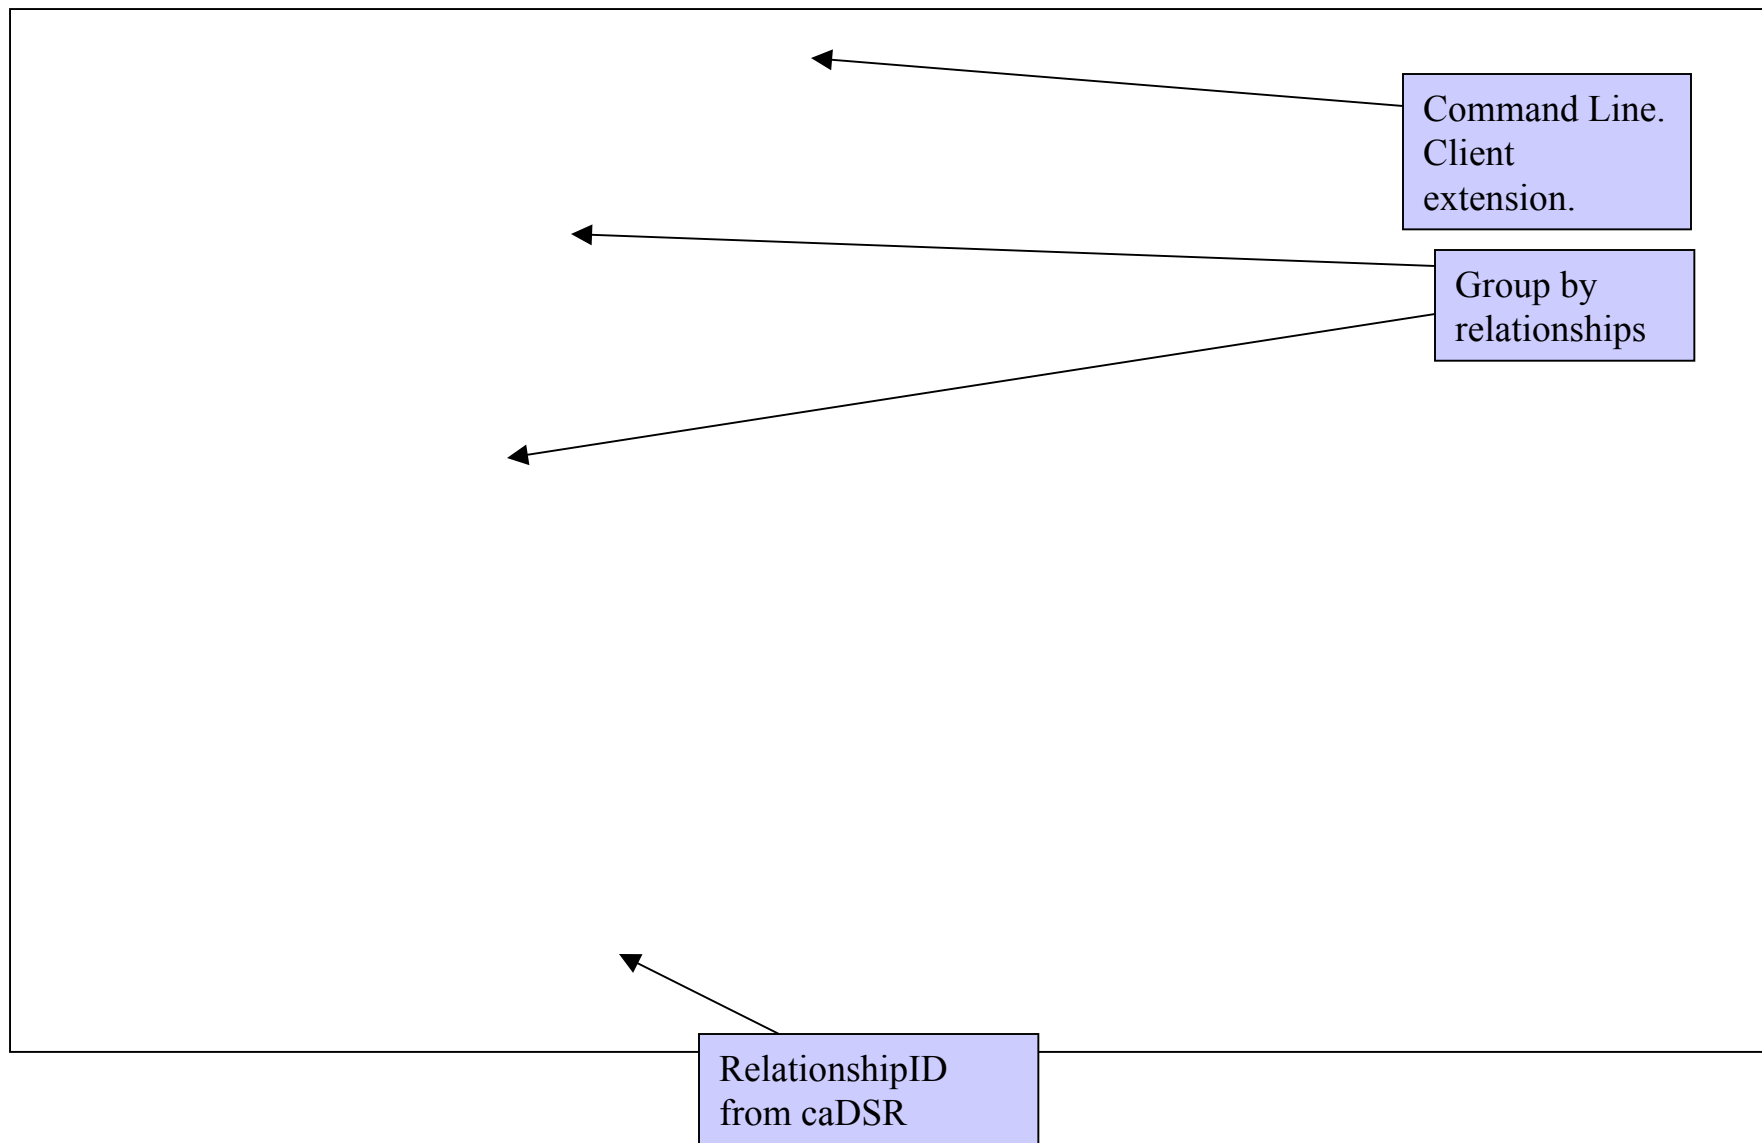 Command Line.
Client
extension.
Group by
relationships
RelationshipID
from caDSR